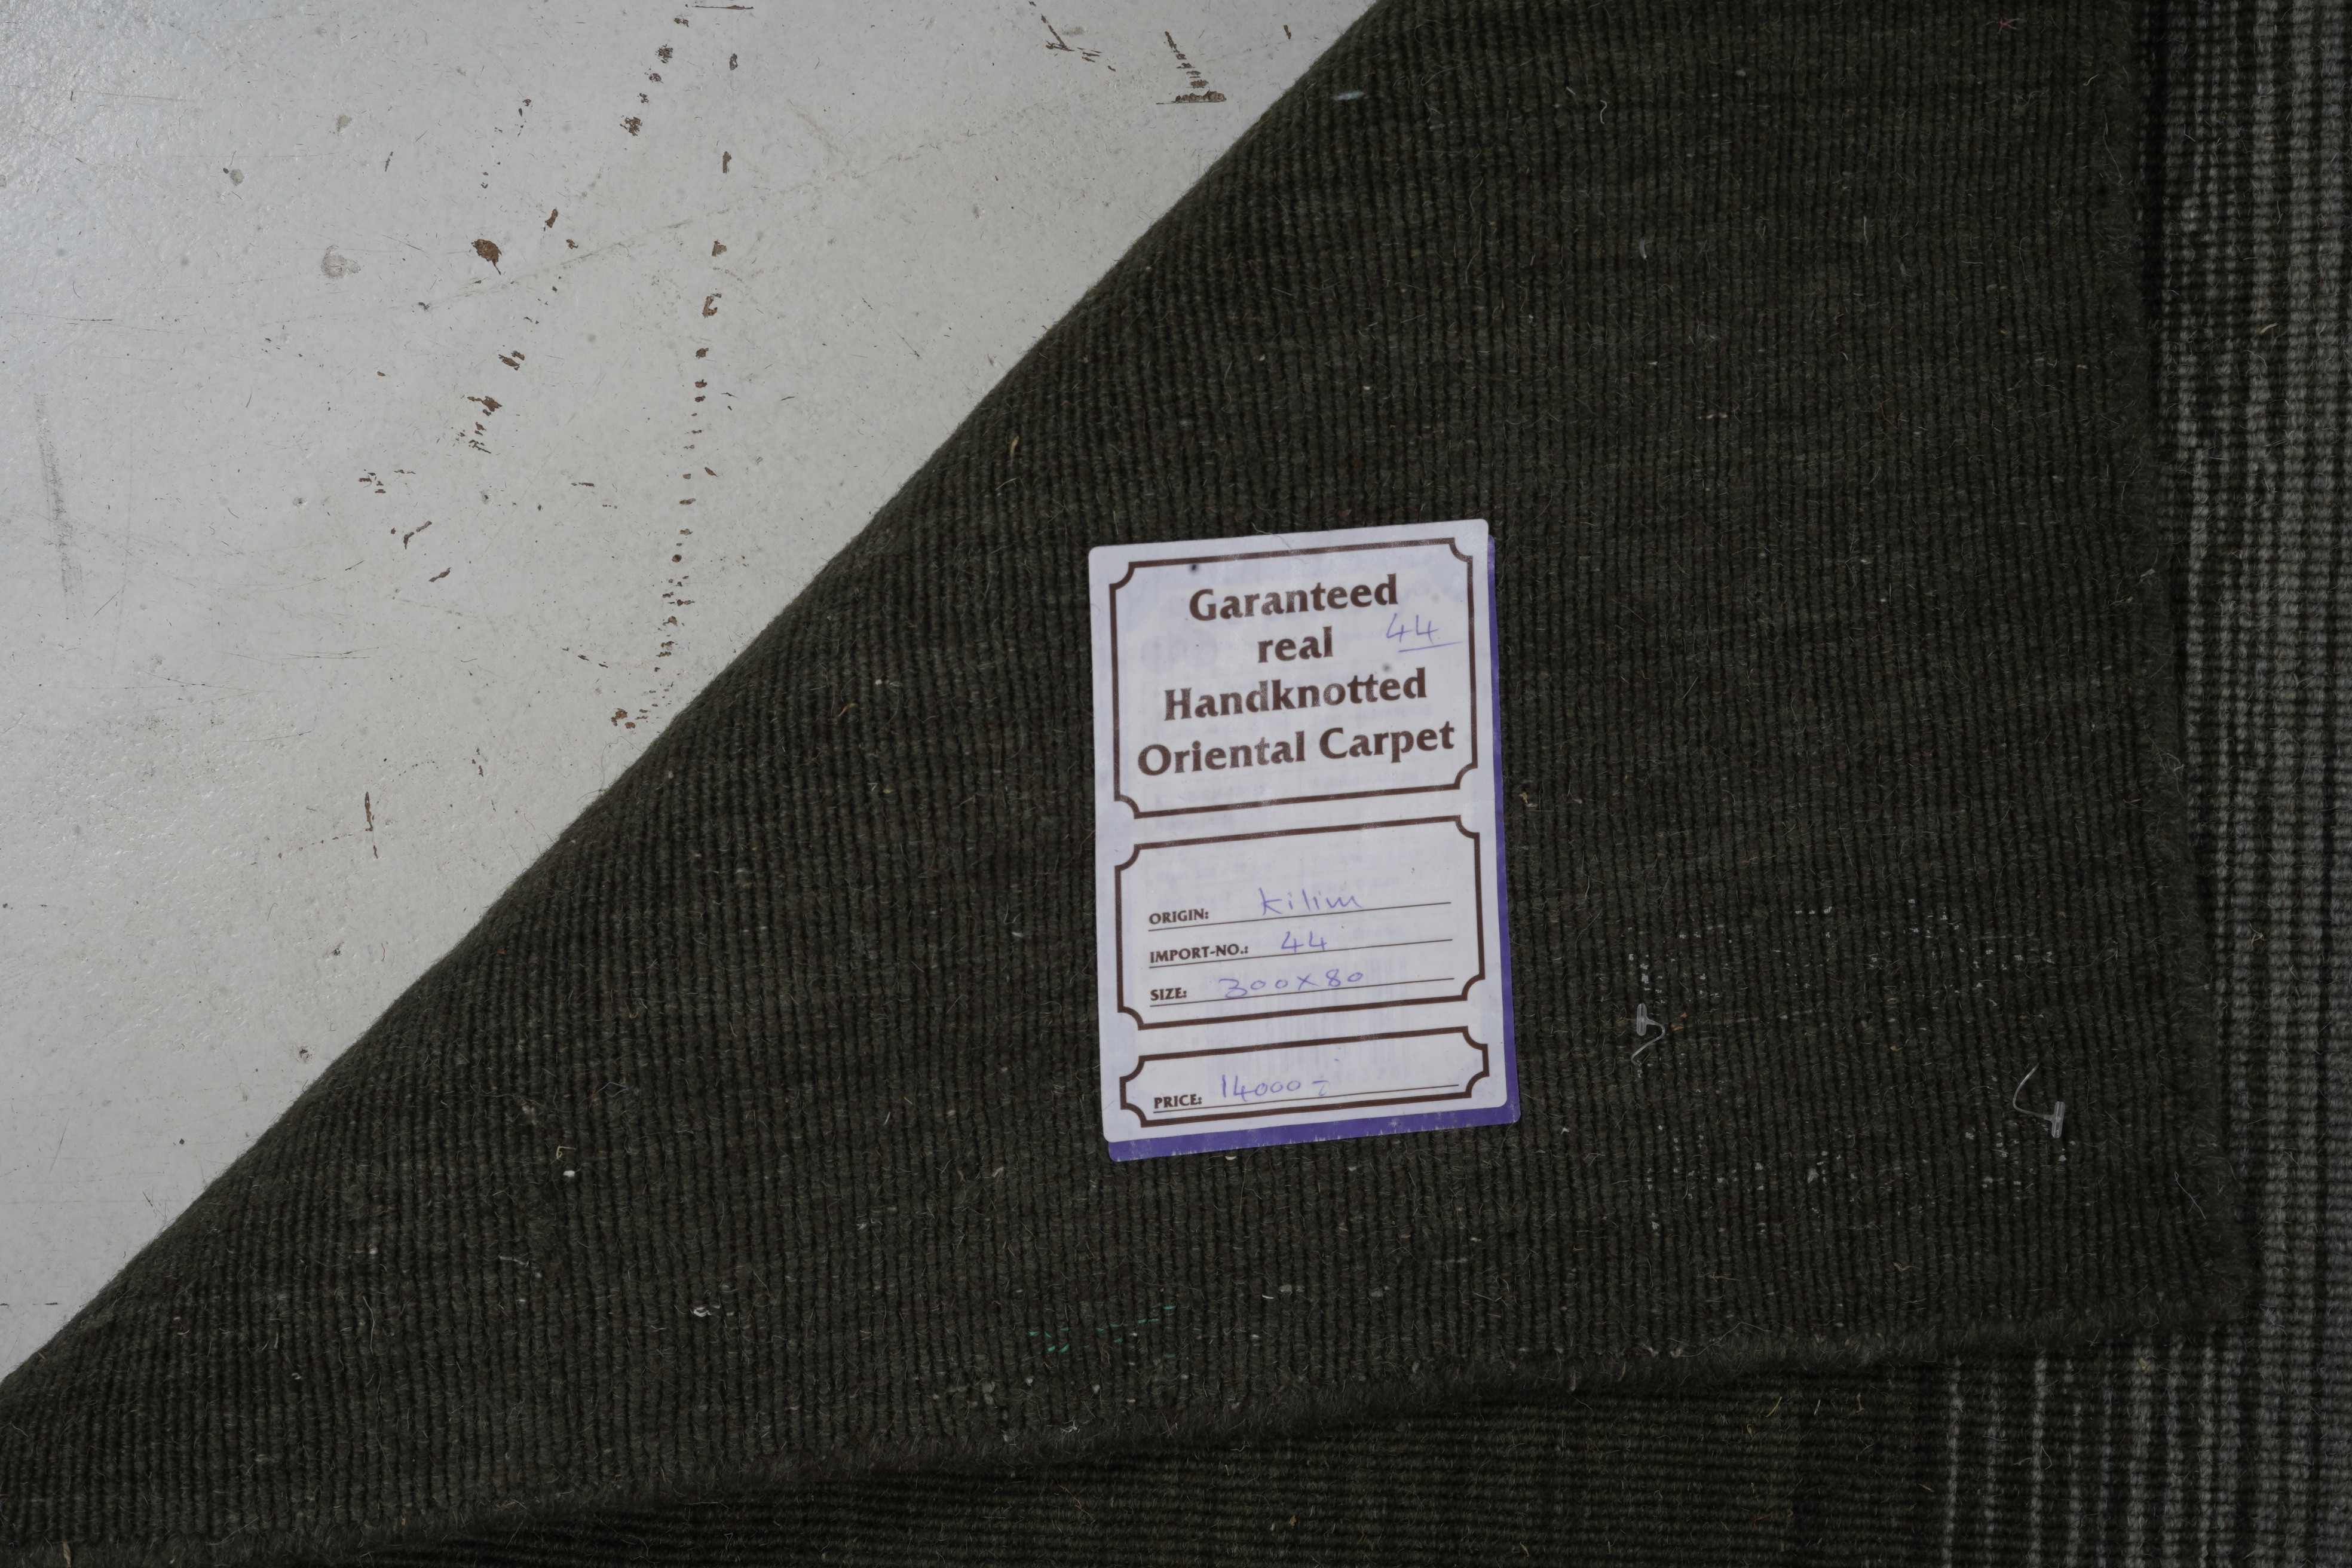 Garanteed
real 44
Handknotted
Oriental Carpet
ORIGIN: Kilim
IMPORT-NO.: 44
SIZE: 300x80
PRICE: 14000-